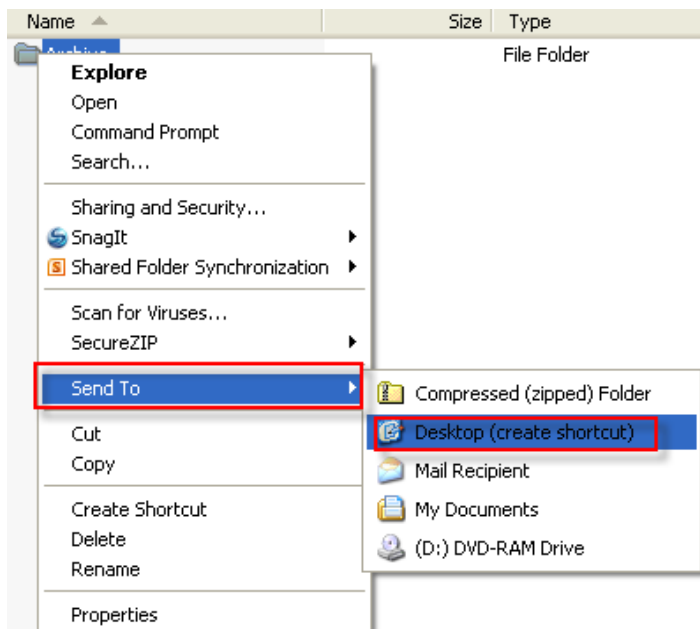 Name Size Type
Archive File Folder
Explore
Open
Command Prompt
Search...
Sharing and Security...
SnagIt
Shared Folder Synchronization
Scan for Viruses...
SecureZIP
Send To
Compressed (zipped) Folder
Cut
Desktop (create shortcut)
Copy
Mail Recipient
Create Shortcut
My Documents
Delete
(D:) DVD-RAM Drive
Rename
Properties